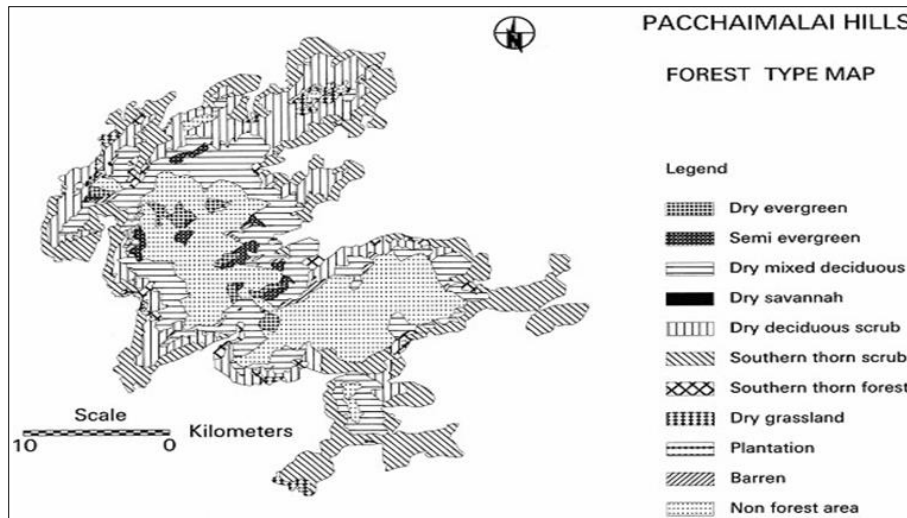 PACCHAIMALAI HILLS
N
FOREST TYPE MAP
Legend
Dry evergreen
Semi evergreen
Dry mixed deciduous
Dry savannah
Dry deciduous scrub
Southern thorn scrub
Southern thorn forest
Dry grassland
Plantation
Barren
Non forest area
Scale
10 0 Kilometers